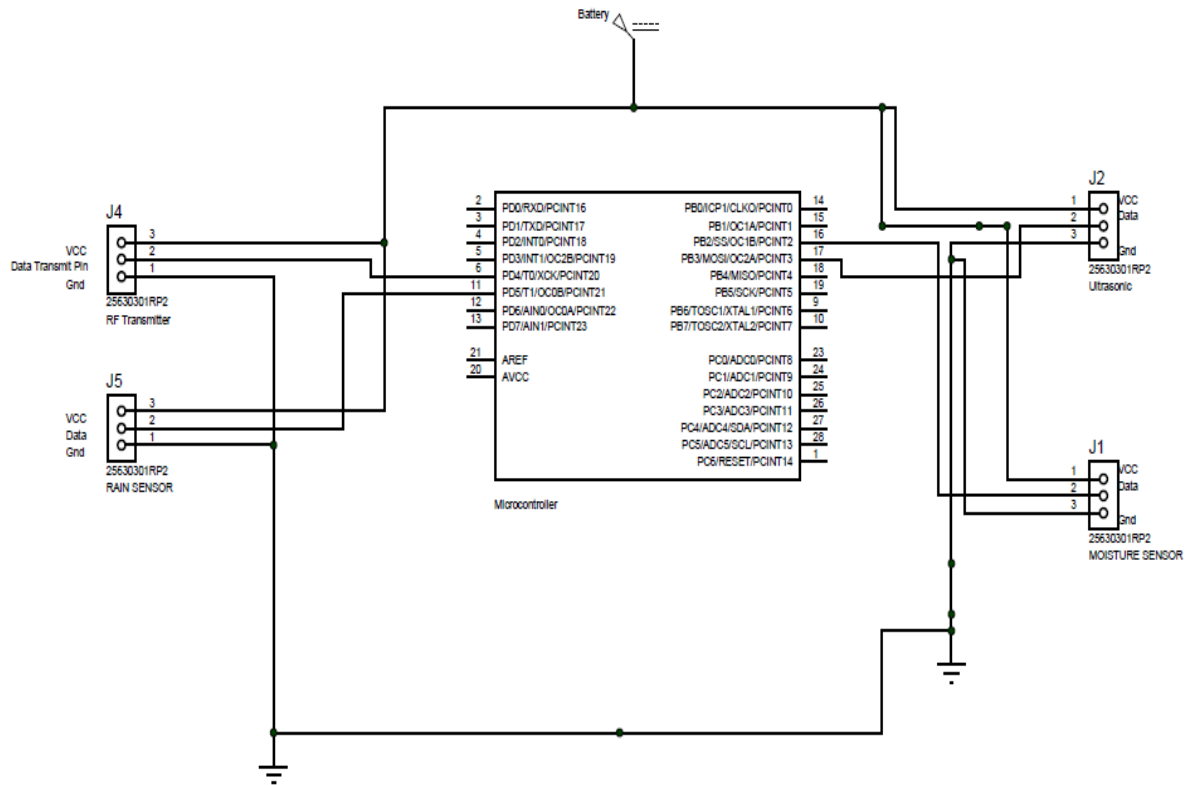 Battery
J4
3
VCC
2
Data Transmit Pin
1
Gnd
25630301RP2
RF Transmitter
J5
3
VCC
2
Data
1
Gnd
25630301RP2
RAIN SENSOR
2 PD0/RXD/PCINT16
3 PD1/TXD/PCINT17
4 PD2/INT0/PCINT18
5 PD3/INT1/OC2B/PCINT19
6 PD4/T0/XCK/PCINT20
11 PD5/T1/OC0B/PCINT21
12 PD6/AIN0/OC0A/PCINT22
13 PD7/AIN1/PCINT23
21 AREF
20 AVCC
PB0/ICP1/CLKO/PCINT0 14
PB1/OC1A/PCINT1 15
PB2/SS/OC1B/PCINT2 16
PB3/MOSI/OC2A/PCINT3 17
PB4/MISO/PCINT4 18
PB5/SCK/PCINT5 19
PB6/TOSC1/XTAL1/PCINT6 9
PB7/TOSC2/XTAL2/PCINT7 10
PC0/ADC0/PCINT8 23
PC1/ADC1/PCINT9 24
PC2/ADC2/PCINT10 25
PC3/ADC3/PCINT11 26
PC4/ADC4/SDA/PCINT12 27
PC5/ADC5/SCL/PCINT13 28
PC6/RESET/PCINT14 1
Microcontroller
J2
1 VCC
2 Data
3 Gnd
25630301RP2
Ultrasonic
J1
1 VCC
2 Data
3 Gnd
25630301RP2
MOISTURE SENSOR